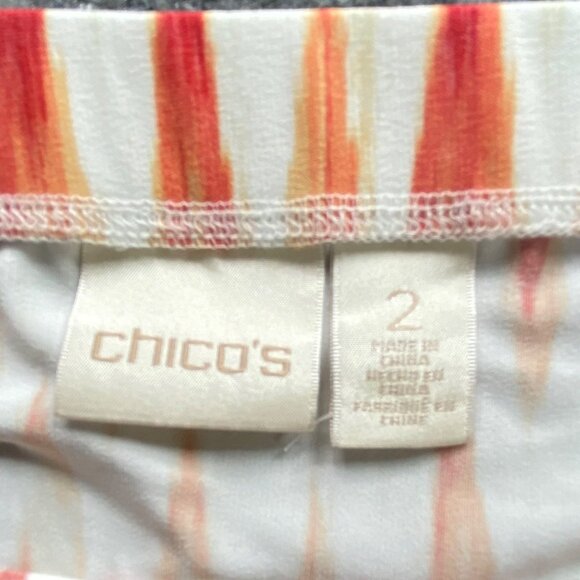 chico's
2
MADE IN
CHINA
HECHO EN
CHINA
FABRIQUÉ EN
CHINE